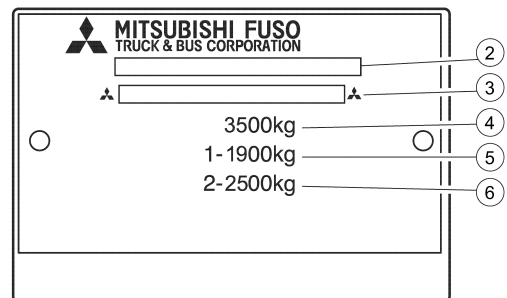 MITSUBISHI FUSO
TRUCK & BUS CORPORATION
2
3
3500kg 4
1-1900kg 5
2-2500kg 6